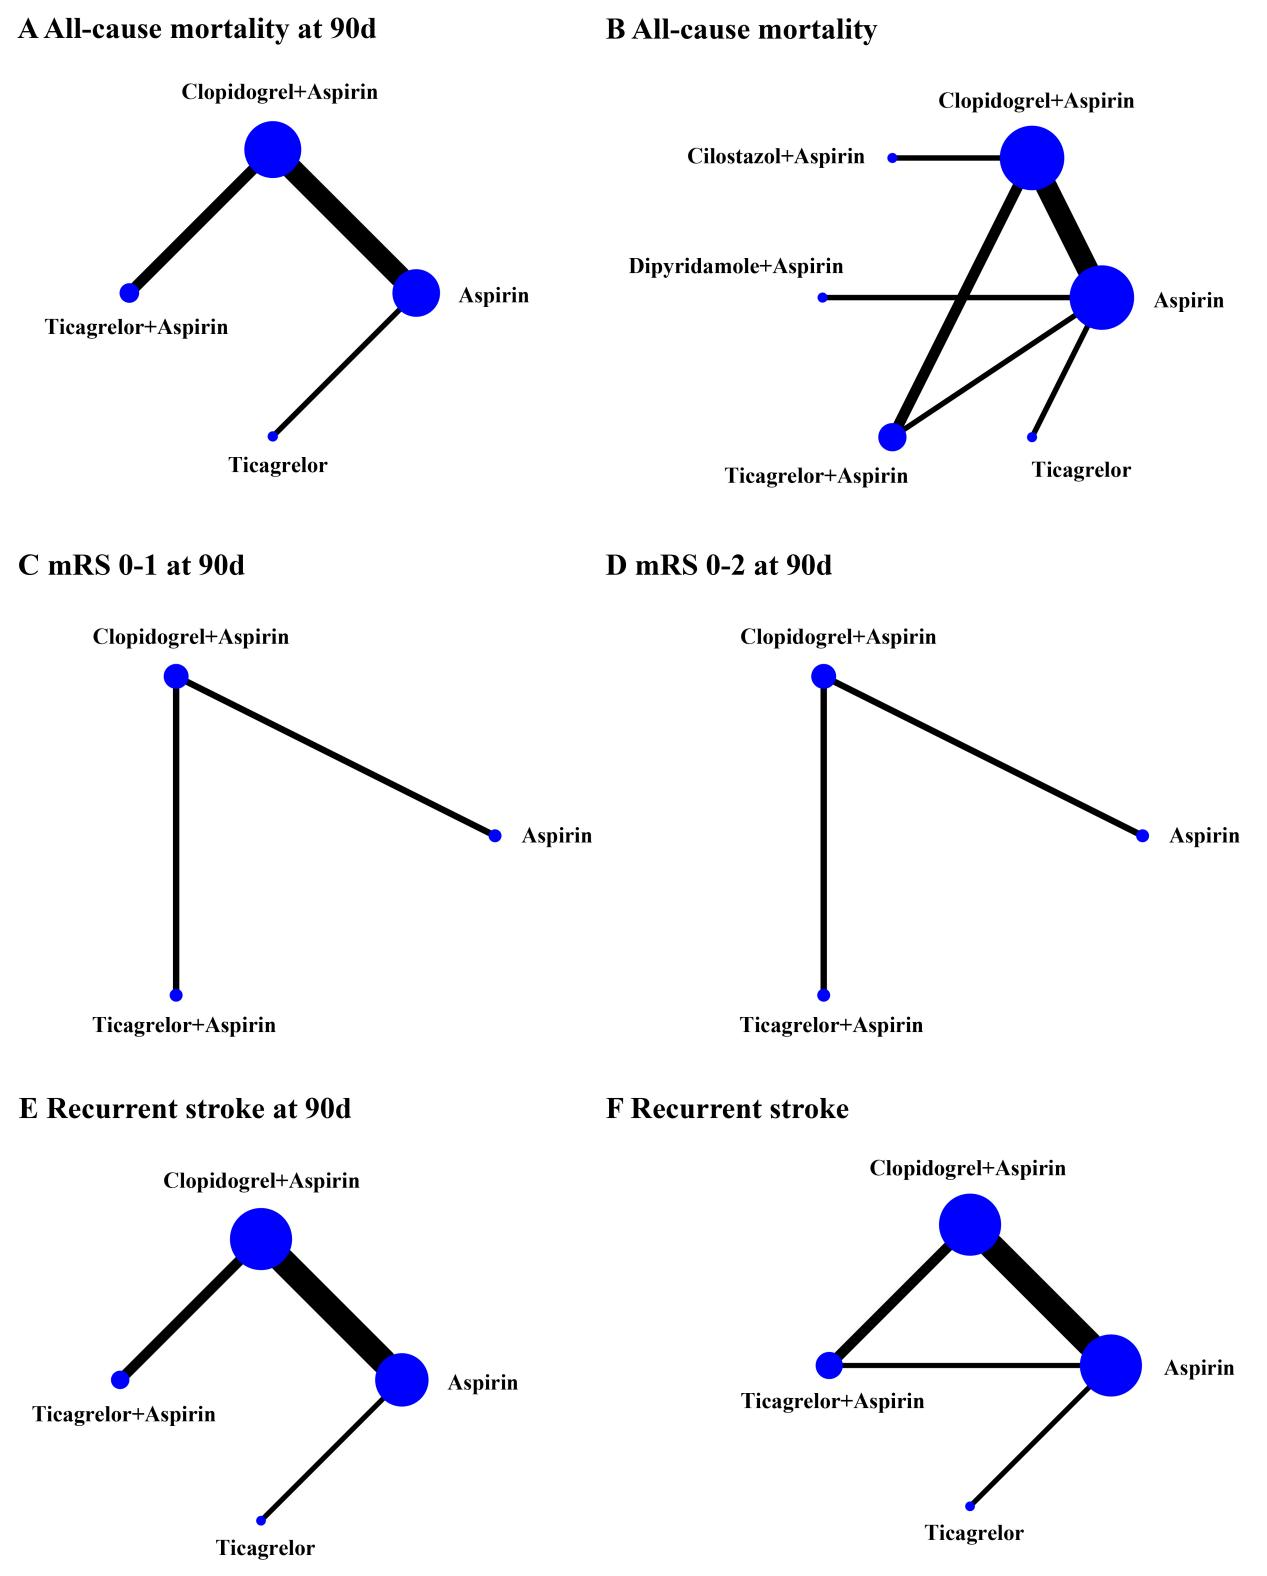 A All-cause mortality at 90d
Clopidogrel+Aspirin
Aspirin
Ticagrelor+Aspirin
Ticagrelor
B All-cause mortality
Clopidogrel+Aspirin
Cilostazol+Aspirin
Dipyridamole+Aspirin
Aspirin
Ticagrelor+Aspirin
Ticagrelor
C mRS 0-1 at 90d
Clopidogrel+Aspirin
Aspirin
Ticagrelor+Aspirin
D mRS 0-2 at 90d
Clopidogrel+Aspirin
Aspirin
Ticagrelor+Aspirin
E Recurrent stroke at 90d
Clopidogrel+Aspirin
Aspirin
Ticagrelor+Aspirin
Ticagrelor
F Recurrent stroke
Clopidogrel+Aspirin
Aspirin
Ticagrelor+Aspirin
Ticagrelor